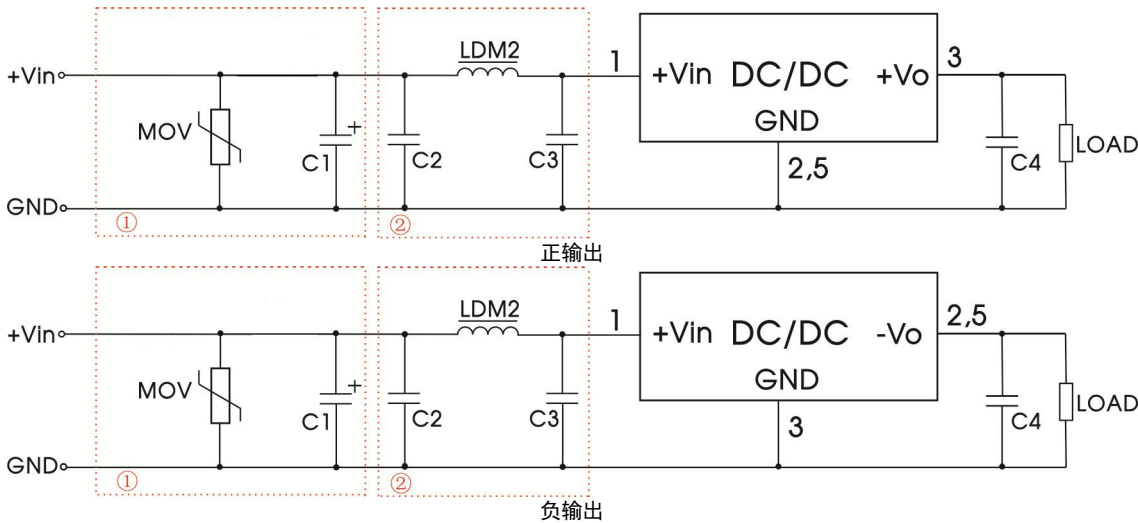 LDM2
1
3
+Vin
+Vin DC/DC +Vo
MOV
GND
C1 +
C2
C3
2,5
C4
LOAD
GND
①
②
正输出
LDM2
1
2,5
+Vin
+Vin DC/DC -Vo
MOV
GND
C1 +
C2
C3
3
C4
LOAD
GND
①
②
负输出